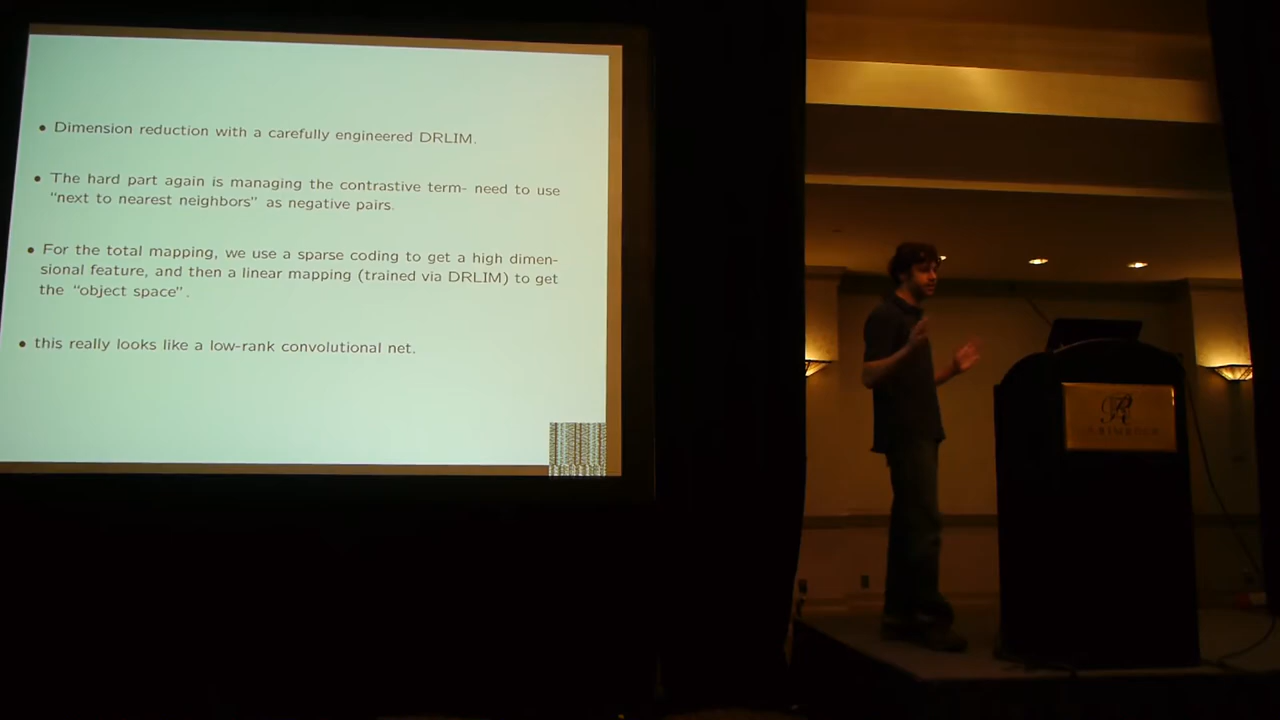 • Dimension reduction with a carefully engineered DRLIM.
• The hard part again is managing the contrastive term- need to use
“next to nearest neighbors” as negative pairs.
• For the total mapping, we use a sparse coding to get a high dimen-
sional feature, and then a linear mapping (trained via DRLIM) to get
the “object space”.
• this really looks like a low-rank convolutional net.